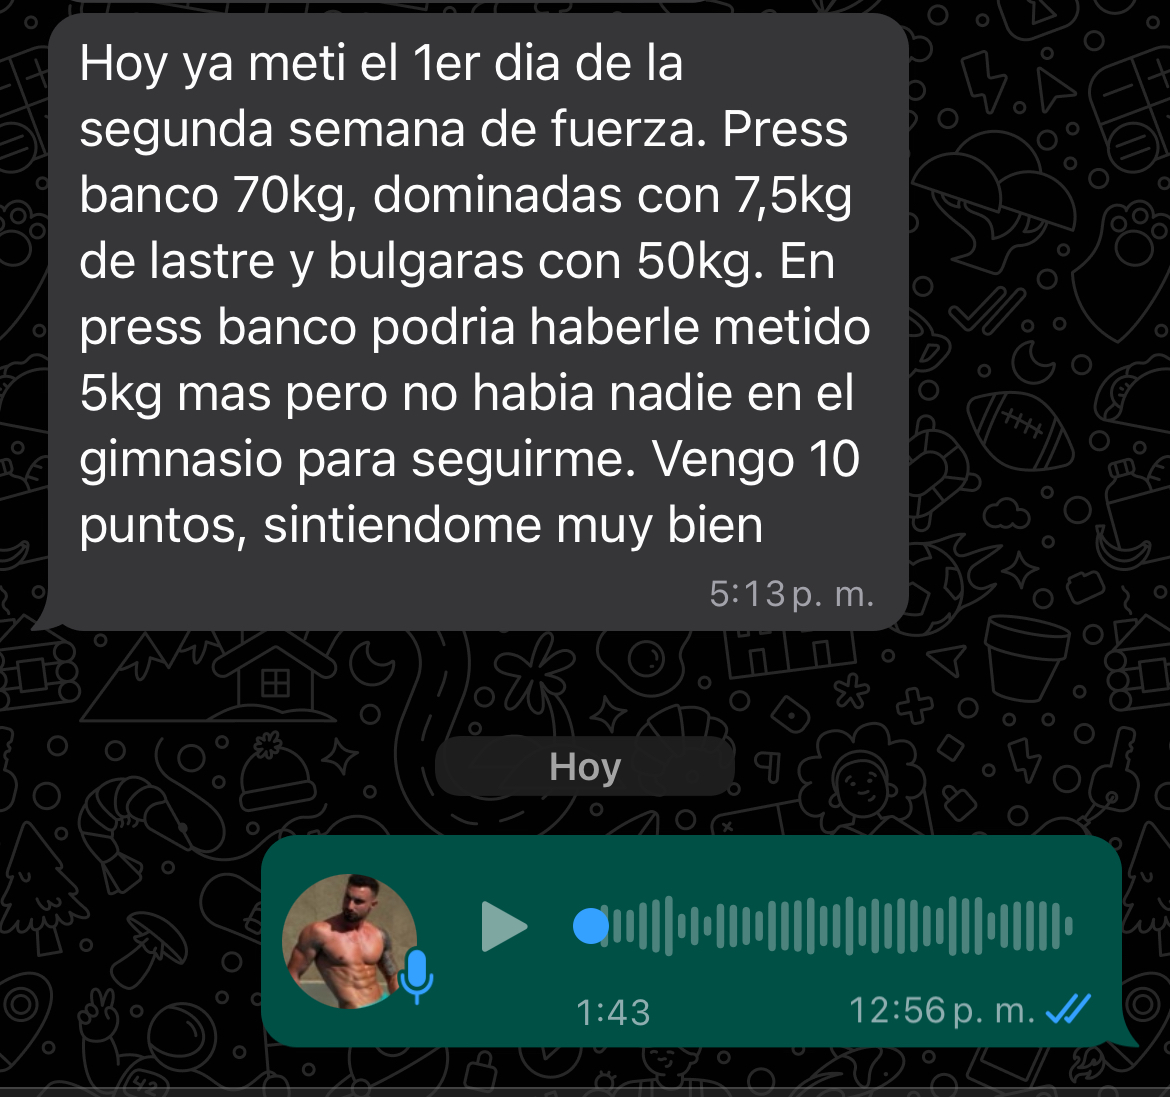 Hoy ya meti el 1er dia de la
segunda semana de fuerza. Press
banco 70kg, dominadas con 7,5kg
de lastre y bulgaras con 50kg. En
press banco podria haberle metido
5kg mas pero no habia nadie en el
gimnasio para seguirme. Vengo 10
puntos, sintiendome muy bien
5:13 p. m.
Hoy
1:43
12:56 p. m.
42